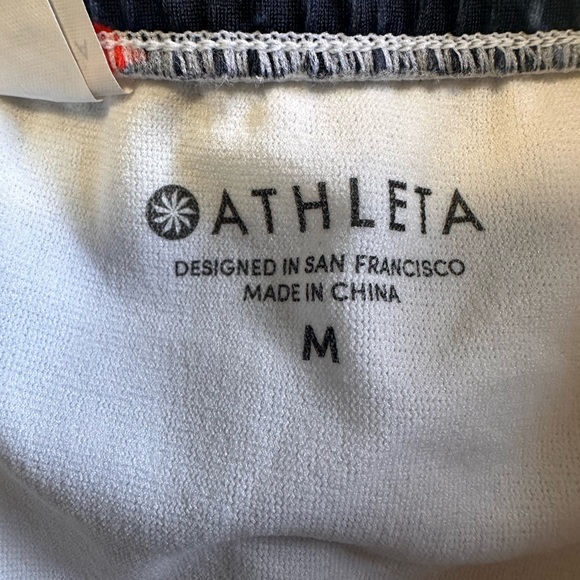 ATHLETA
DESIGNED IN SAN FRANCISCO
MADE IN CHINA
M